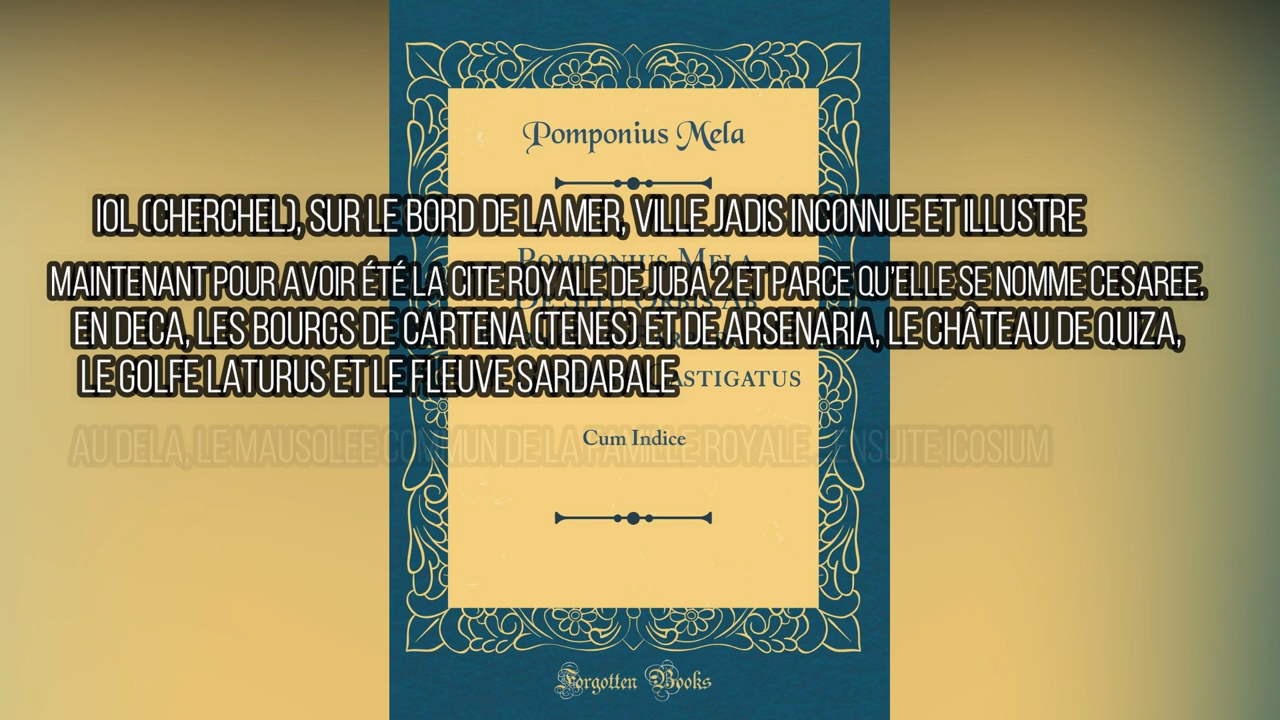 Pomponius Mela
IOL (CHERCHEL), SUR LE BORD DE LA MER, VILLE JADIS INCONNUE ET ILLUSTRE
POMPONIUS MELA
MAINTENANT POUR AVOIR ÉTÉ LA CITE ROYALE DE JUBA 2 ET PARCE QU'ELLE SE NOMME CESAREE.
EN DECA, LES BOURGS DE CARTENA (TENES) ET DE ARSENARIA, LE CHÂTEAU DE QUIZA,
LE GOLFE LATURUS ET LE FLEUVE SARDABALE
CASTIGATUS
AU DELA, LE MAUSOLEE COMMUN DE LA FAMILLE ROYALE, ENSUITE ICOSIUM
Cum Indice
Forgotten Books